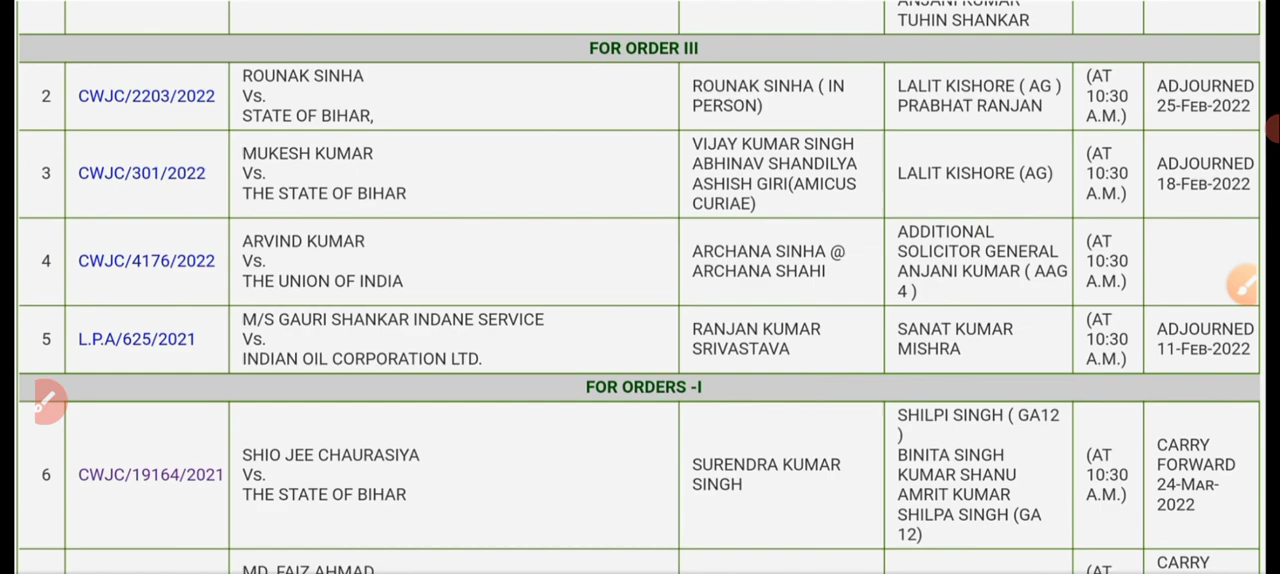 TUHIN SHANKAR
FOR ORDER III
2
CWJC/2203/2022
ROUNAK SINHA
Vs.
STATE OF BIHAR,
ROUNAK SINHA ( IN
PERSON)
LALIT KISHORE ( AG )
PRABHAT RANJAN
(AT
10:30
A.M.)
ADJOURNED
25-FEB-2022
3
CWJC/301/2022
MUKESH KUMAR
Vs.
THE STATE OF BIHAR
VIJAY KUMAR SINGH
ABHINAV SHANDILYA
ASHISH GIRI(AMICUS
CURIAE)
LALIT KISHORE (AG)
(AT
10:30
A.M.)
ADJOURNED
18-FEB-2022
4
CWJC/4176/2022
ARVIND KUMAR
Vs.
THE UNION OF INDIA
ARCHANA SINHA @
ARCHANA SHAHI
ADDITIONAL
SOLICITOR GENERAL
ANJANI KUMAR ( AAG
4 )
(AT
10:30
A.M.)
5
L.P.A/625/2021
M/S GAURI SHANKAR INDANE SERVICE
Vs.
INDIAN OIL CORPORATION LTD.
RANJAN KUMAR
SRIVASTAVA
SANAT KUMAR
MISHRA
(AT
10:30
A.M.)
ADJOURNED
11-FEB-2022
FOR ORDERS -I
6
CWJC/19164/2021
SHIO JEE CHAURASIYA
Vs.
THE STATE OF BIHAR
SURENDRA KUMAR
SINGH
SHILPI SINGH ( GA12
)
BINITA SINGH
KUMAR SHANU
AMRIT KUMAR
SHILPA SINGH (GA
12)
(AT
10:30
A.M.)
CARRY
FORWARD
24-MAR-
2022
MD. FAIZ AHMAD
(AT
CARRY